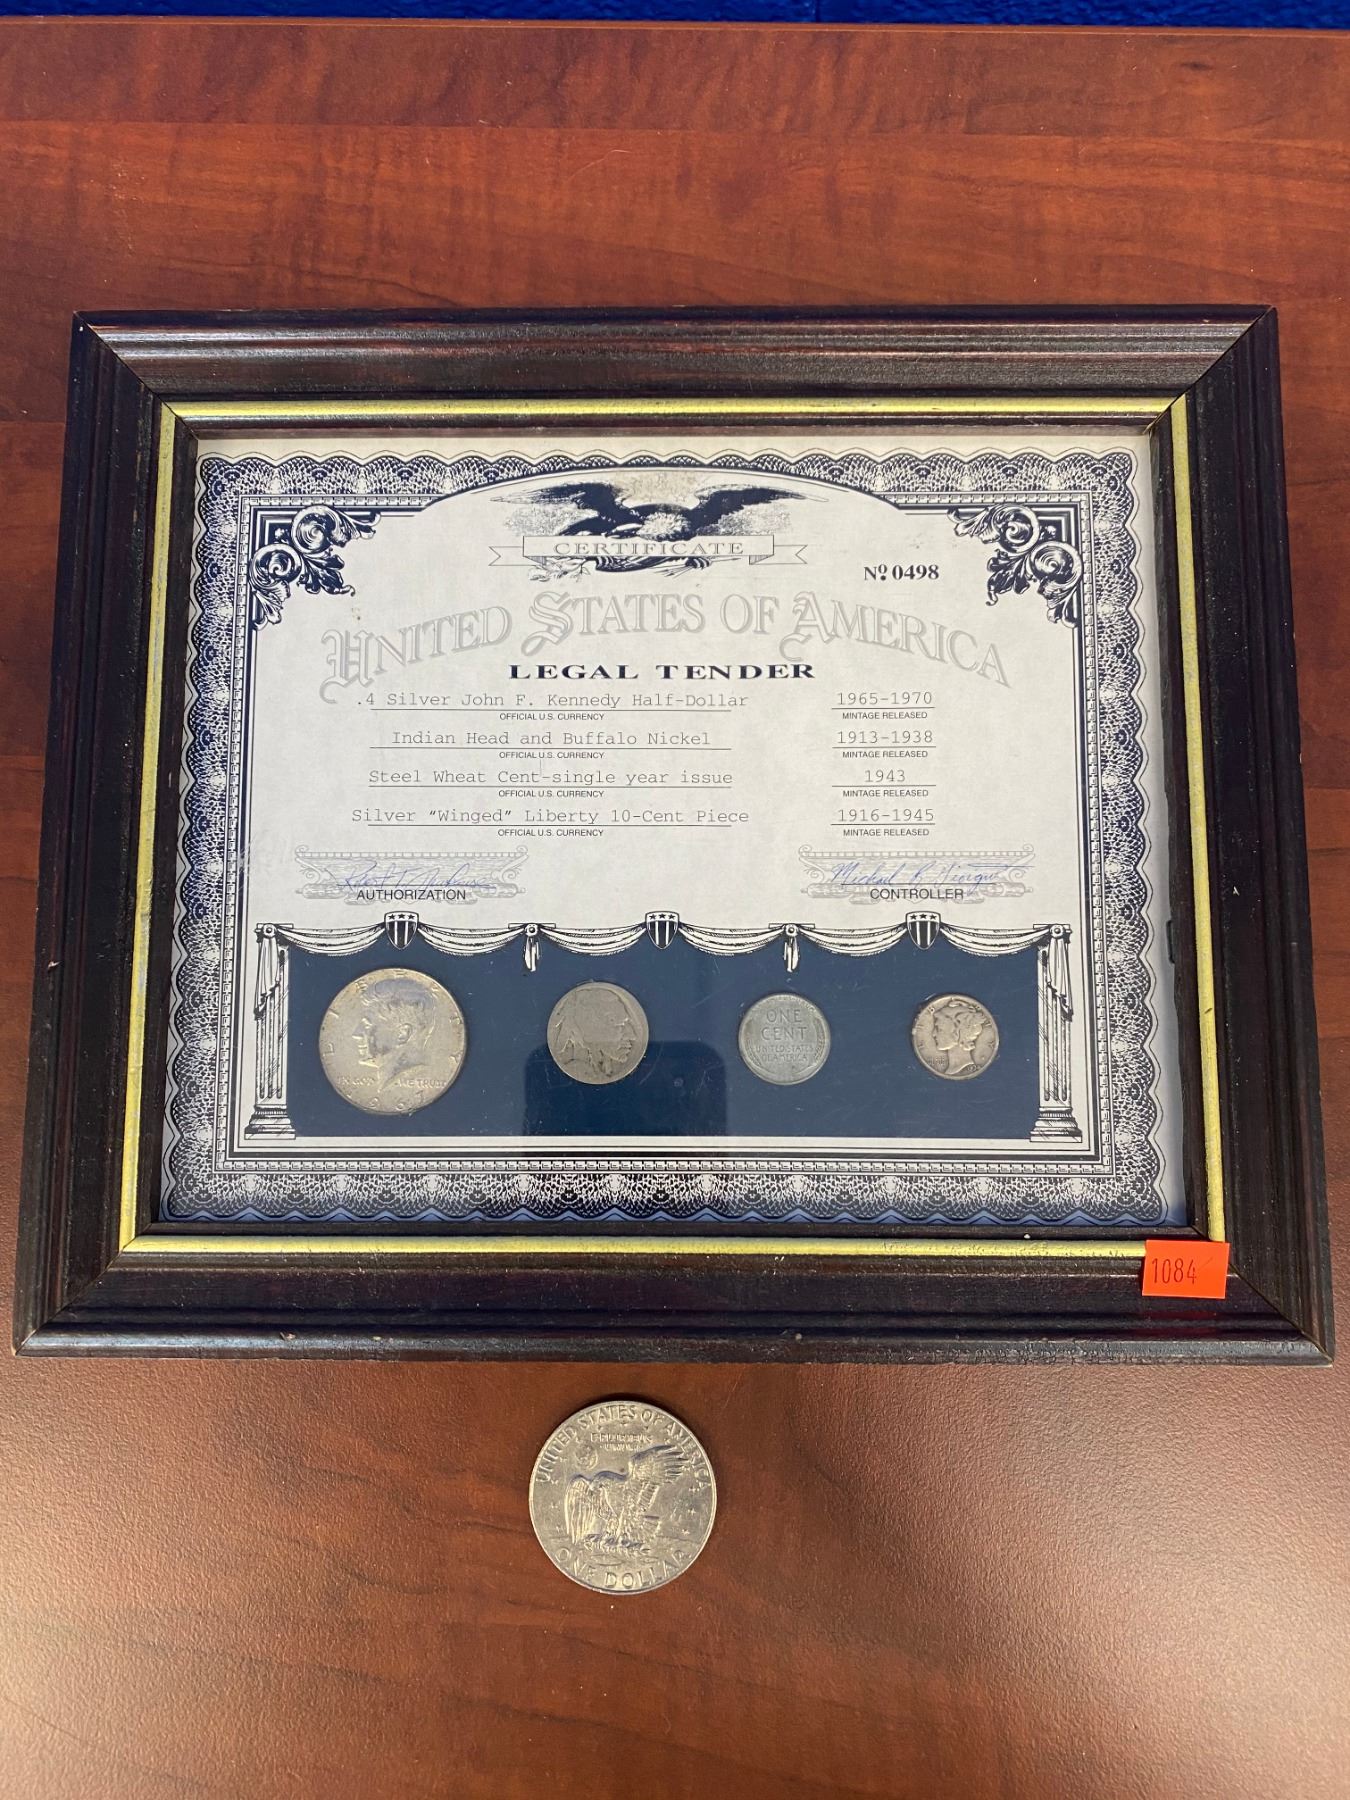 CERTIFICATE
Nº. 0498
UNITED STATES OF AMERICA
LEGAL TENDER
.4 Silver John F. Kennedy Half-Dollar 1965-1970
OFFICIAL U.S. CURRENCY MINTAGE RELEASED
Indian Head and Buffalo Nickel 1913-1938
OFFICIAL U.S. CURRENCY MINTAGE RELEASED
Steel Wheat Cent-single year issue 1943
OFFICIAL U.S. CURRENCY MINTAGE RELEASED
Silver “Winged” Liberty 10-Cent Piece 1916-1945
OFFICIAL U.S. CURRENCY MINTAGE RELEASED
AUTHORIZATION CONTROLLER
LIBERTY
IN GOD WE TRUST
1967
ONE
CENT
UNITED STATES
OF AMERICA
1084
UNITED STATES OF AMERICA
E PLURIBUS
UNUM
ONE DOLLAR